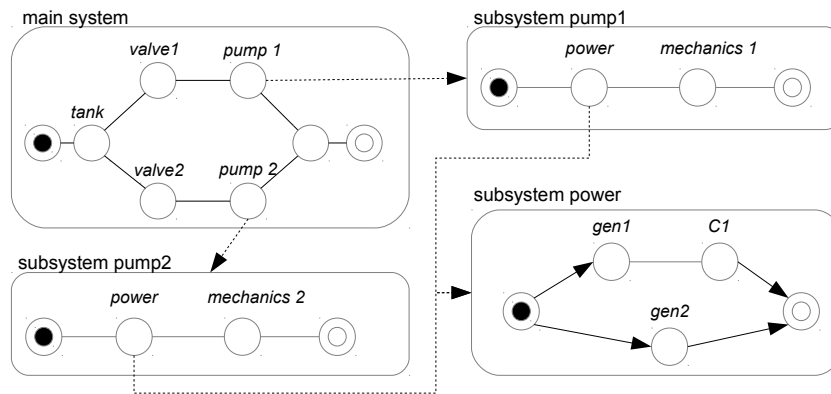 main system
valve1
pump 1
tank
valve2
pump 2
subsystem pump1
power
mechanics 1
subsystem pump2
power
mechanics 2
subsystem power
gen1
C1
gen2